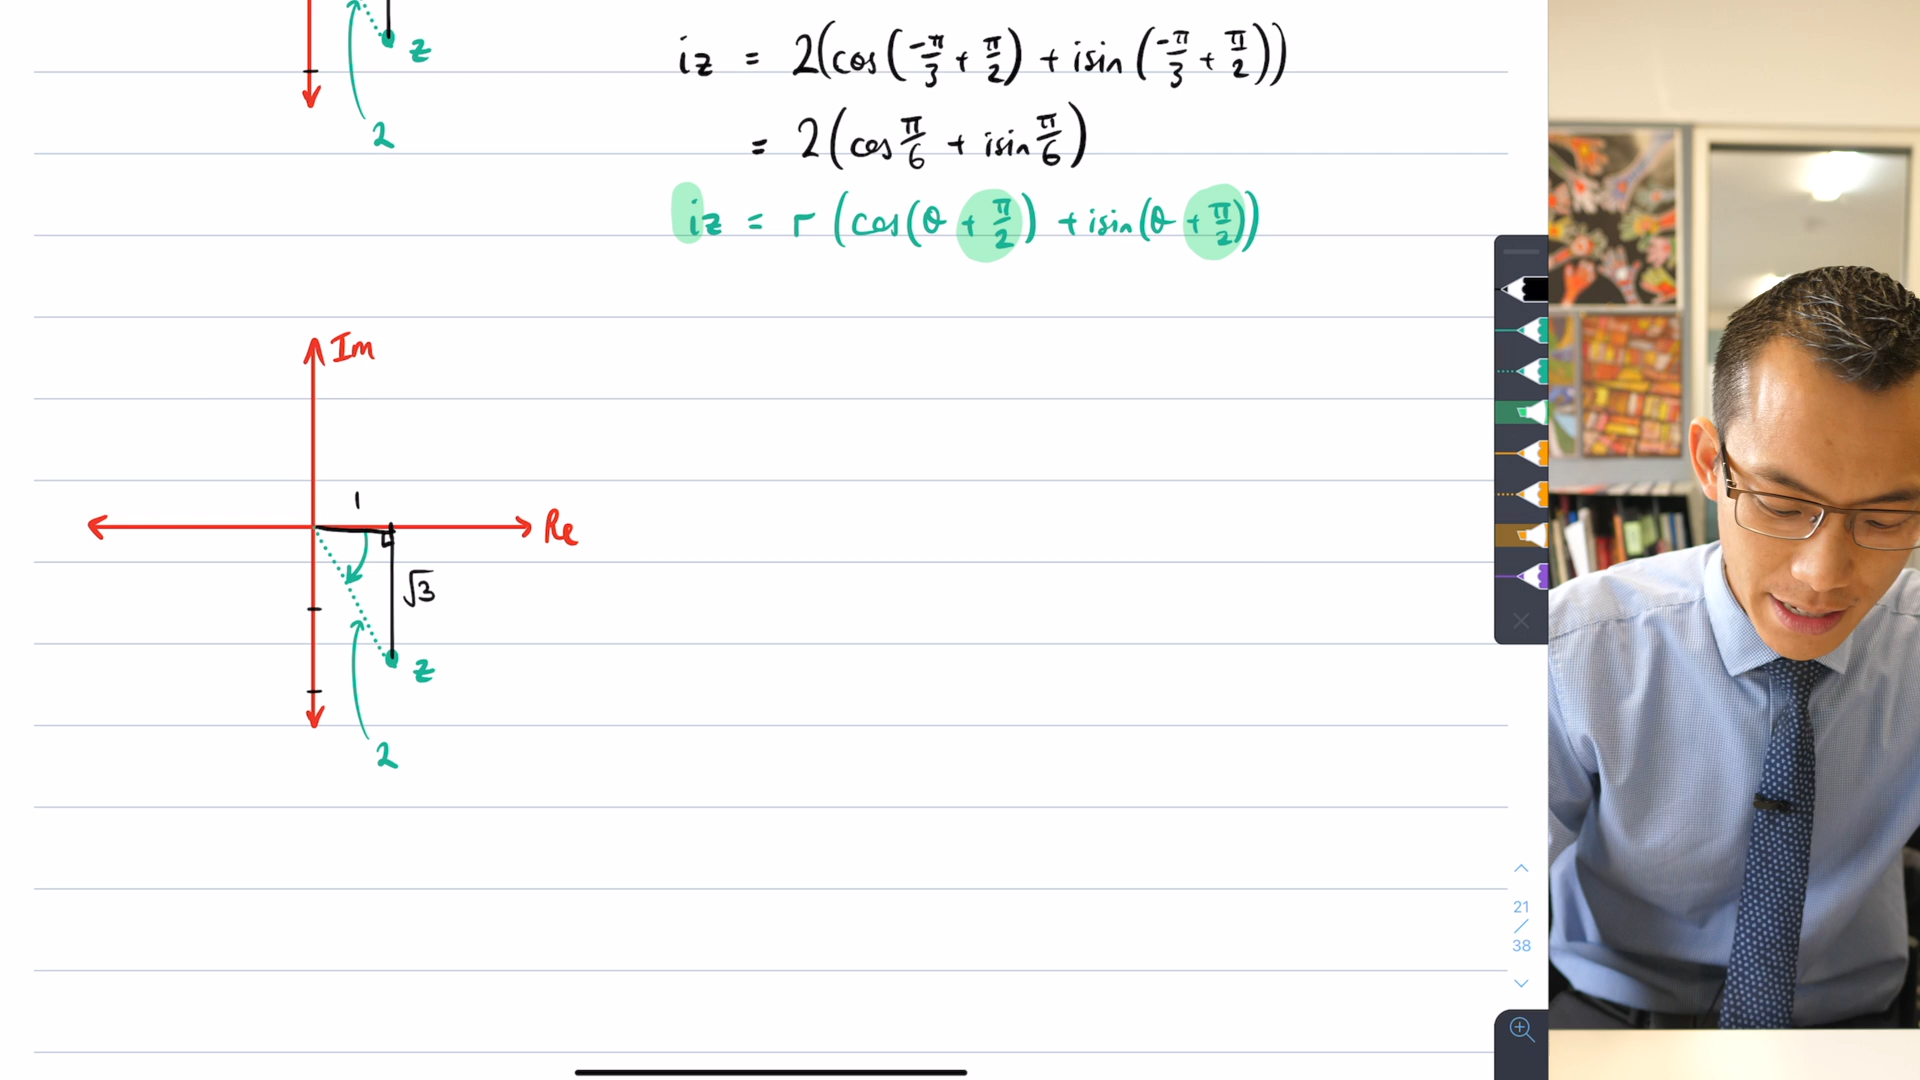 z
2
iz = 2(cos(-π/3 + π/2) + isin(-π/3 + π/2))
= 2(cos π/6 + isin π/6)
iz = r(cos(θ + π/2) + isin(θ + π/2))
Im
1
Re
√3
z
2
21
/
38